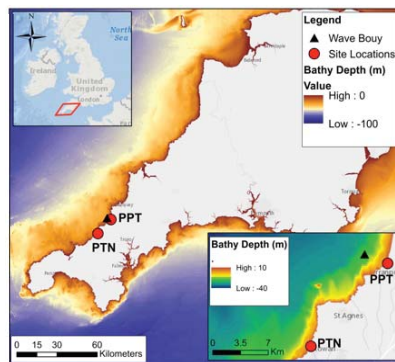 North
Sea
Ireland
United
Kingdom
London
N
Legend
Wave Bouy
Site Locations
Bathy Depth (m)
Value
High : 0
Low : -100
PPT
PTN
0 15 30 60
Kilometers
Bathy Depth (m)
High : 10
Low : -40
PPT
St Agnes
PTN
0 3.5 7
Km